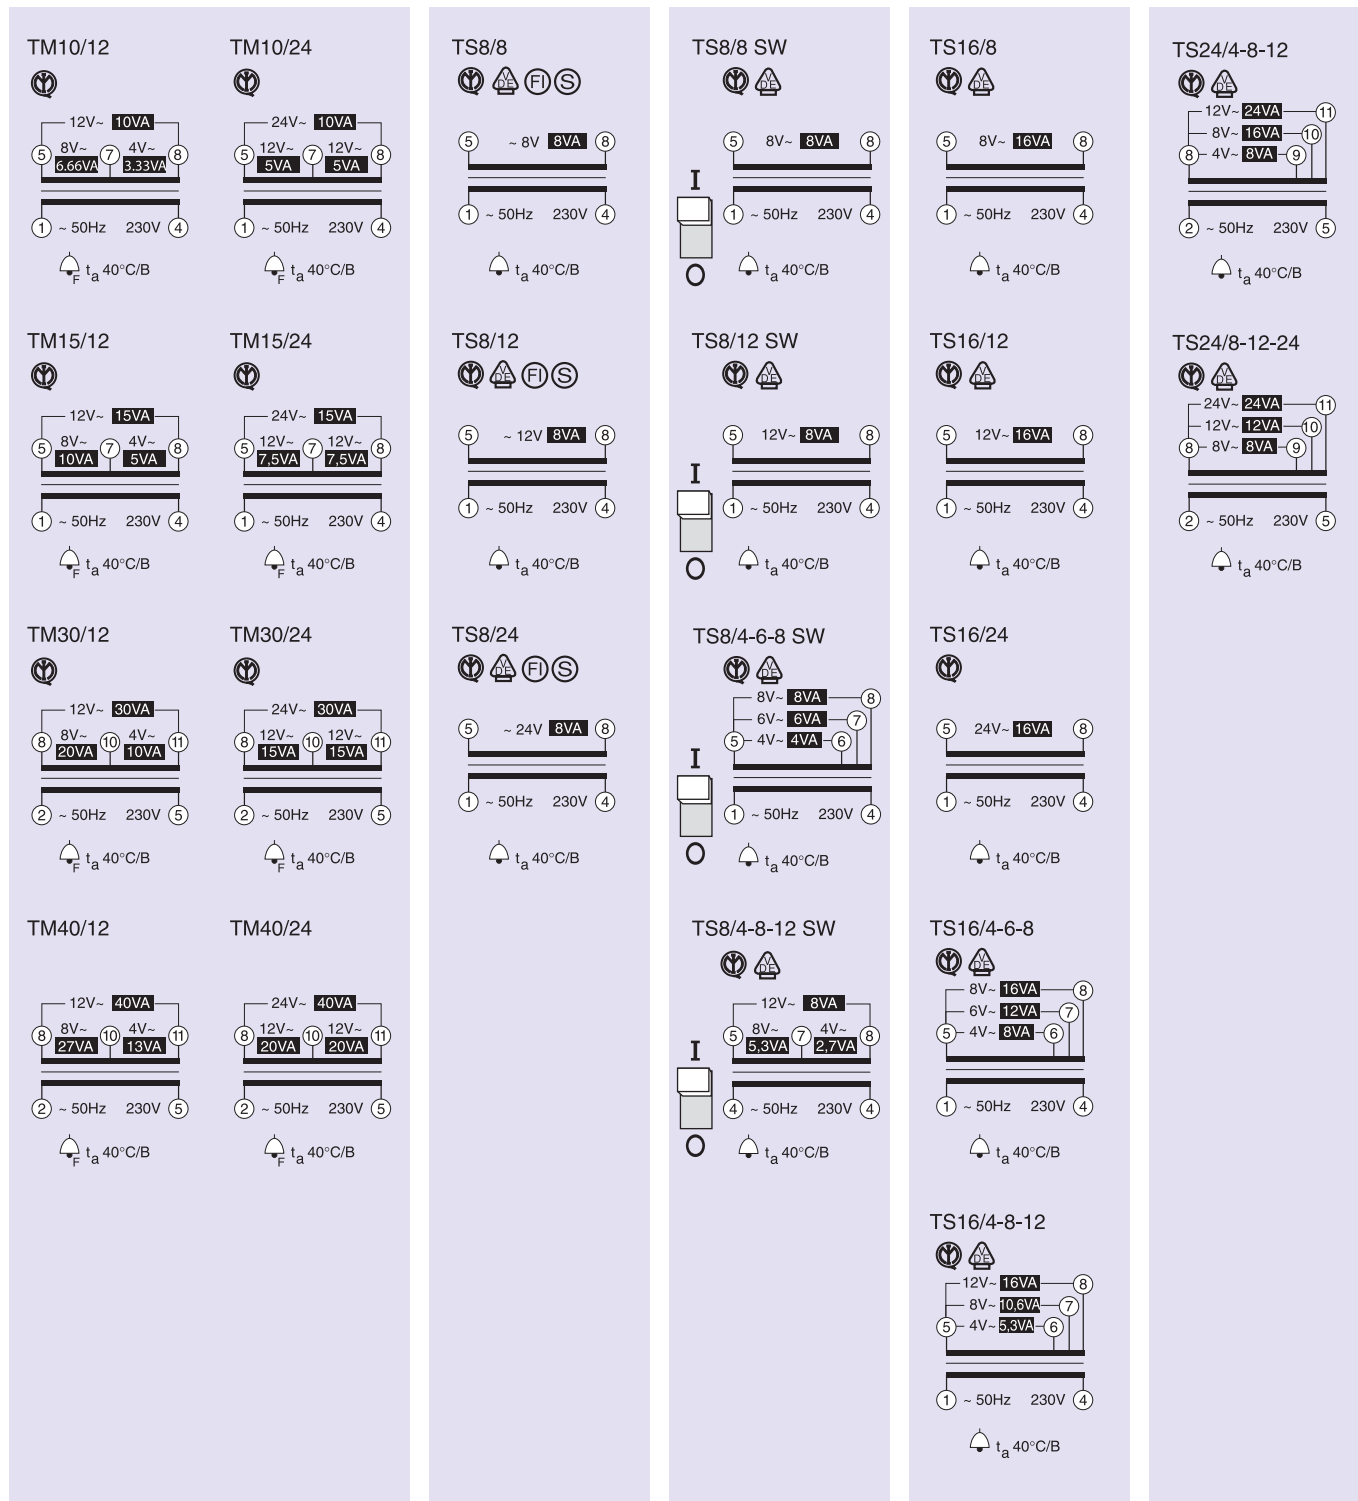 TM10/12
12V~ 10VA
8V~ 4V~
5 6.66VA 7 3.33VA 8
1 ~ 50Hz 230V 4
F ta 40°C/B
TM10/24
24V~ 10VA
12V~ 12V~
5 5VA 7 5VA 8
1 ~ 50Hz 230V 4
F ta 40°C/B
TM15/12
12V~ 15VA
8V~ 4V~
5 10VA 7 5VA 8
1 ~ 50Hz 230V 4
F ta 40°C/B
TM15/24
24V~ 15VA
12V~ 12V~
5 7,5VA 7 7,5VA 8
1 ~ 50Hz 230V 4
F ta 40°C/B
TM30/12
12V~ 30VA
8V~ 4V~
8 20VA 10 10VA 11
2 ~ 50Hz 230V 5
F ta 40°C/B
TM30/24
24V~ 30VA
12V~ 12V~
8 15VA 10 15VA 11
2 ~ 50Hz 230V 5
F ta 40°C/B
TM40/12
12V~ 40VA
8V~ 4V~
8 27VA 10 13VA 11
2 ~ 50Hz 230V 5
F ta 40°C/B
TM40/24
24V~ 40VA
12V~ 12V~
8 20VA 10 20VA 11
2 ~ 50Hz 230V 5
F ta 40°C/B
TS8/8
VDE FI S
5 ~ 8V 8VA 8
1 ~ 50Hz 230V 4
ta 40°C/B
TS8/12
VDE FI S
5 ~ 12V 8VA 8
1 ~ 50Hz 230V 4
ta 40°C/B
TS8/24
VDE FI S
5 ~ 24V 8VA 8
1 ~ 50Hz 230V 4
ta 40°C/B
TS8/8 SW
VDE
5 8V~ 8VA 8
I
1 ~ 50Hz 230V 4
O ta 40°C/B
TS8/12 SW
VDE
5 12V~ 8VA 8
I
1 ~ 50Hz 230V 4
O ta 40°C/B
TS8/4-6-8 SW
VDE
8V~ 8VA 8
6V~ 6VA 7
5 4V~ 4VA 6
I
1 ~ 50Hz 230V 4
O ta 40°C/B
TS8/4-8-12 SW
VDE
12V~ 8VA
8V~ 4V~
5 5,3VA 7 2,7VA 8
I
4 ~ 50Hz 230V 4
O ta 40°C/B
TS16/8
VDE
5 8V~ 16VA 8
1 ~ 50Hz 230V 4
ta 40°C/B
TS16/12
VDE
5 12V~ 16VA 8
1 ~ 50Hz 230V 4
ta 40°C/B
TS16/24
5 24V~ 16VA 8
1 ~ 50Hz 230V 4
ta 40°C/B
TS16/4-6-8
VDE
8V~ 16VA 8
6V~ 12VA 7
5 4V~ 8VA 6
1 ~ 50Hz 230V 4
ta 40°C/B
TS16/4-8-12
VDE
12V~ 16VA 8
8V~ 10,6VA 7
5 4V~ 5,3VA 6
1 ~ 50Hz 230V 4
ta 40°C/B
TS24/4-8-12
VDE
12V~ 24VA 11
8V~ 16VA 10
8 4V~ 8VA 9
2 ~ 50Hz 230V 5
ta 40°C/B
TS24/8-12-24
VDE
24V~ 24VA 11
12V~ 12VA 10
8 8V~ 8VA 9
2 ~ 50Hz 230V 5
ta 40°C/B